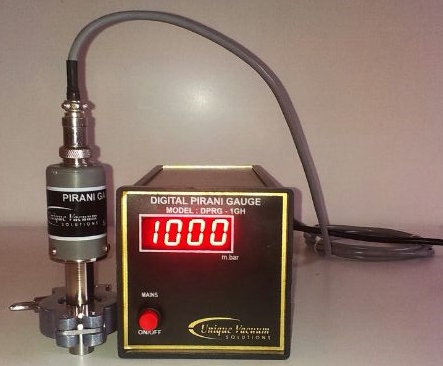 PIRANI GA
Unique Vacuum
SOLUTIONS
DIGITAL PIRANI GAUGE
MODEL : DPRG - 1GH
1000
m.bar
MAINS
ON/OFF
Unique Vacuum
SOLUTIONS